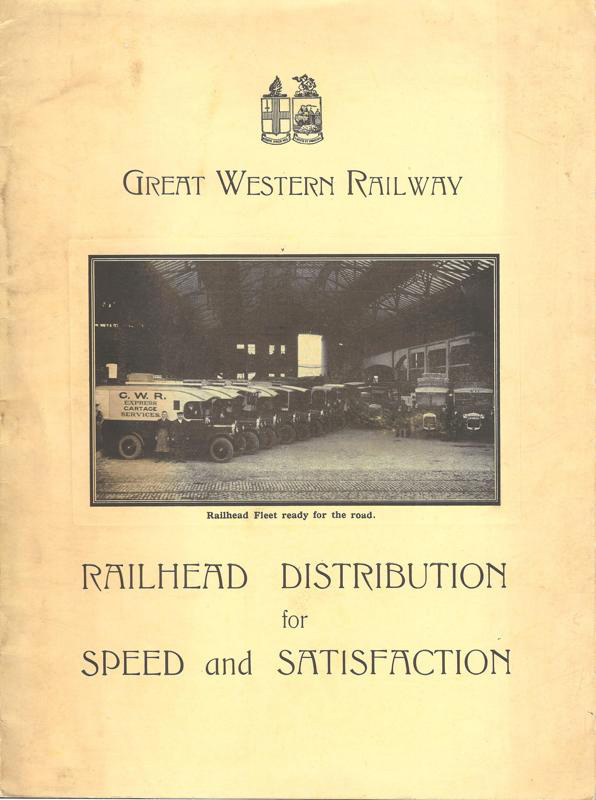 GREAT WESTERN RAILWAY
G. W. R.
EXPRESS
CARTAGE
SERVICES.
Railhead Fleet ready for the road.
RAILHEAD DISTRIBUTION
for
SPEED and SATISFACTION